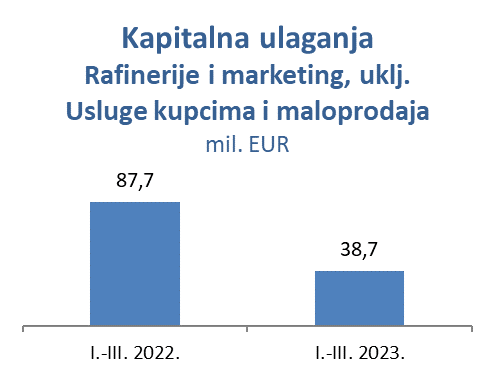 Kapitalna ulaganja
Rafinerije i marketing, uklj.
Usluge kupcima i maloprodaja
mil. EUR
87,7
38,7
I.-III. 2022.
I.-III. 2023.